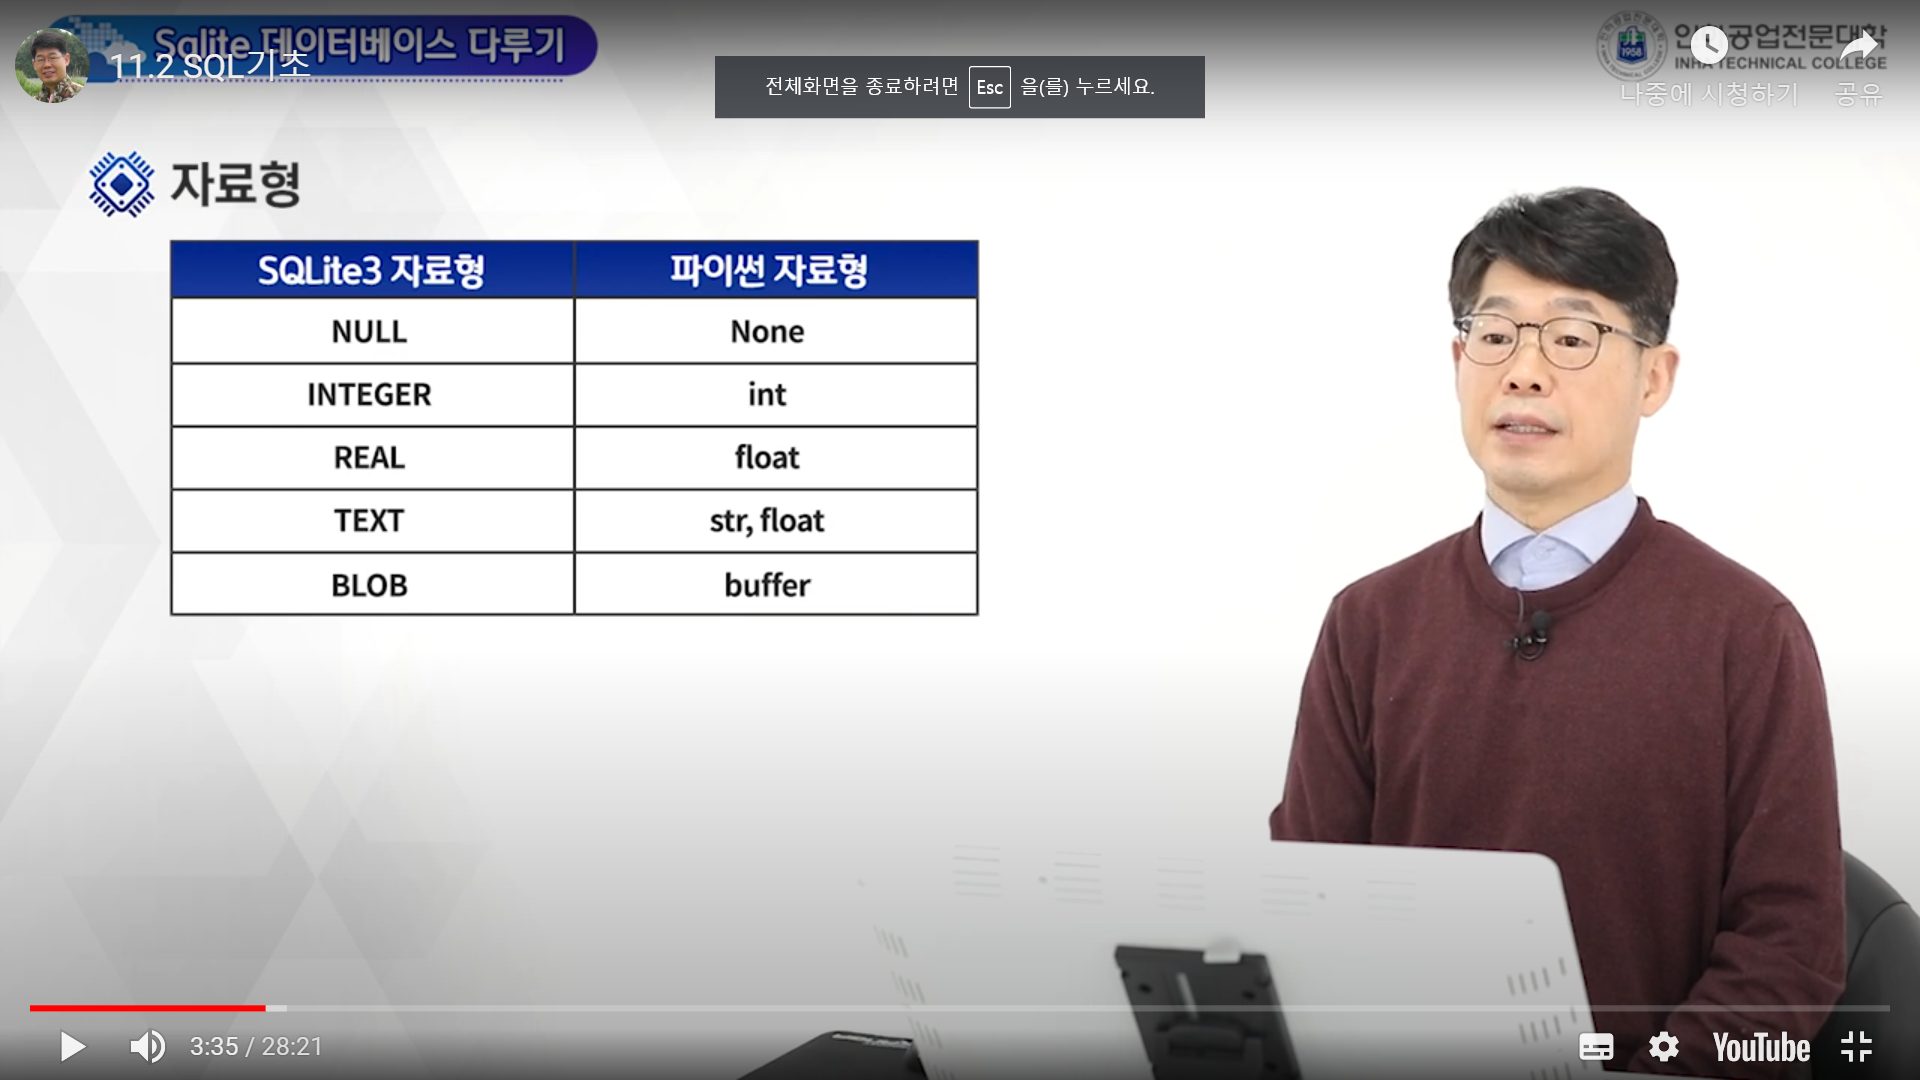 Sqlite 데이터베이스 다루기
11.2 SQL기초
전체화면을 종료하려면 Esc 을(를) 누르세요.
인하공업전문대학
INHA TECHNICAL COLLEGE
1958
나중에 시청하기
공유
자료형
SQLite3 자료형 파이썬 자료형
NULL None
INTEGER int
REAL float
TEXT str, float
BLOB buffer
3:35 / 28:21
YouTube